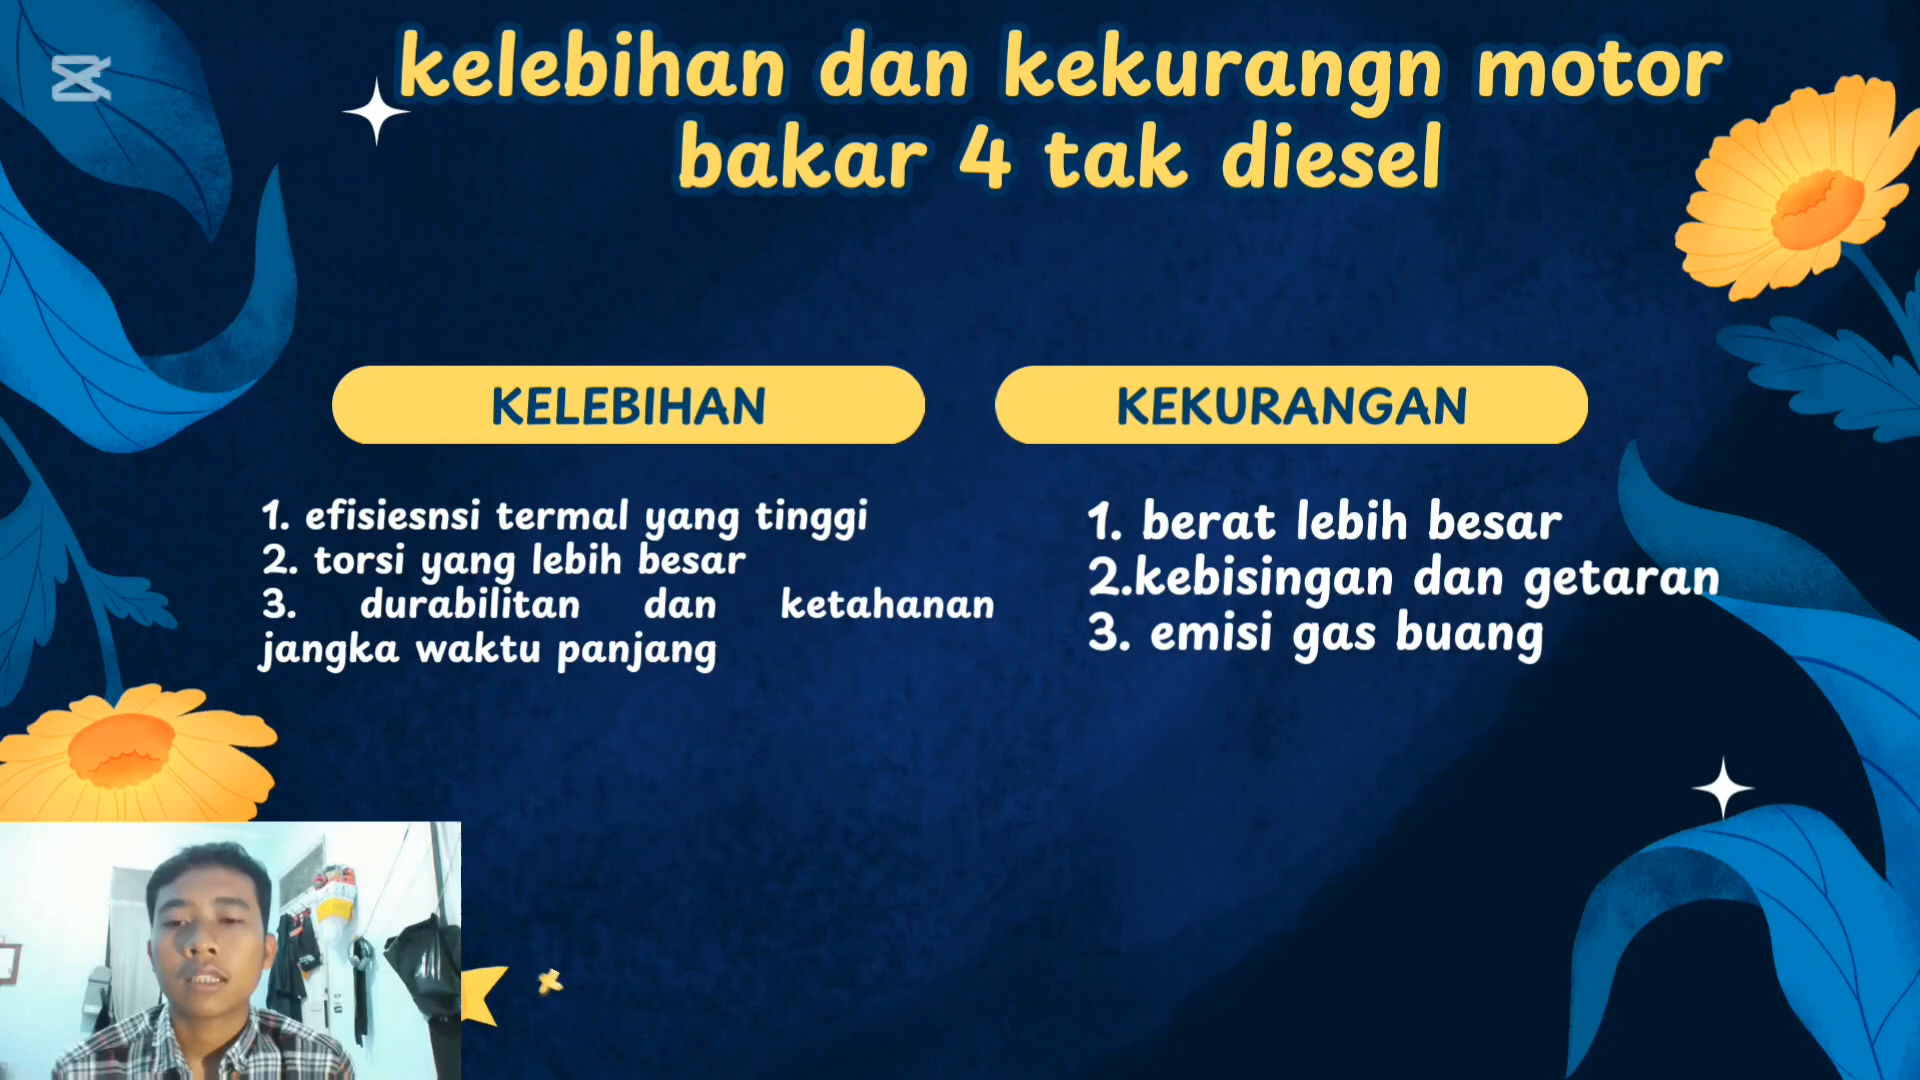 kelebihan dan kekurangn motor
bakar 4 tak diesel
KELEBIHAN
1. efisiesnsi termal yang tinggi
2. torsi yang lebih besar
3. durabilitan dan ketahanan
jangka waktu panjang
KEKURANGAN
1. berat lebih besar
2.kebisingan dan getaran
3. emisi gas buang